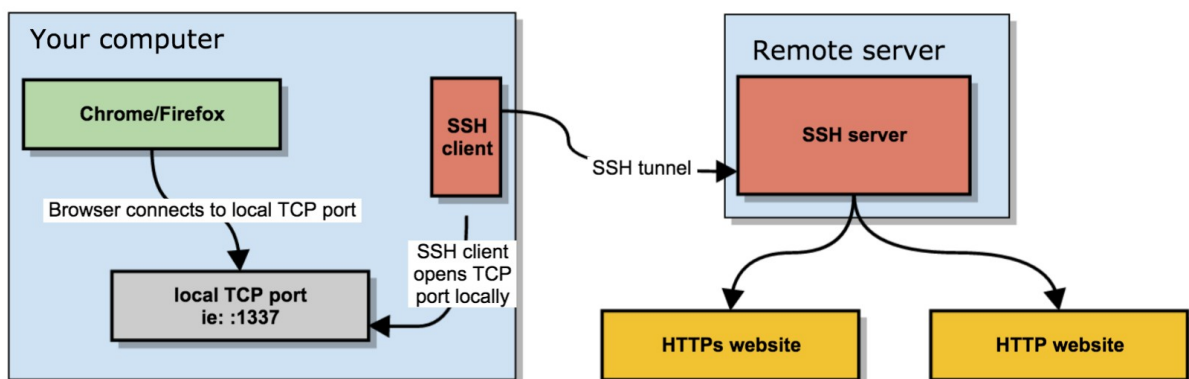 Your computer
Remote server
Chrome/Firefox
SSH
client
SSH server
SSH tunnel
Browser connects to local TCP port
SSH client
opens TCP
port locally
local TCP port
ie: :1337
HTTPs website
HTTP website